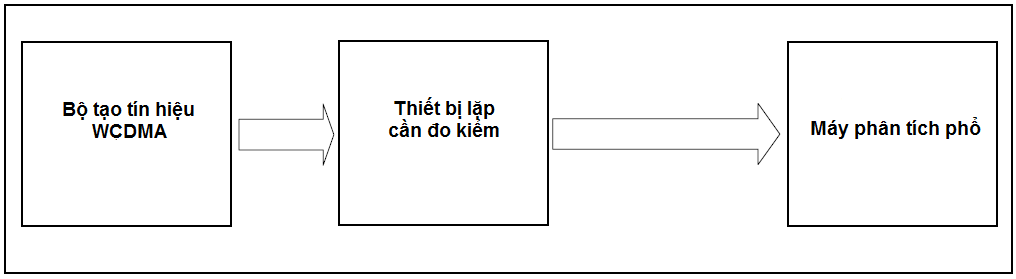 Bộ tạo tín hiệu
WCDMA
Thiết bị lặp
cần đo kiểm
Máy phân tích phổ